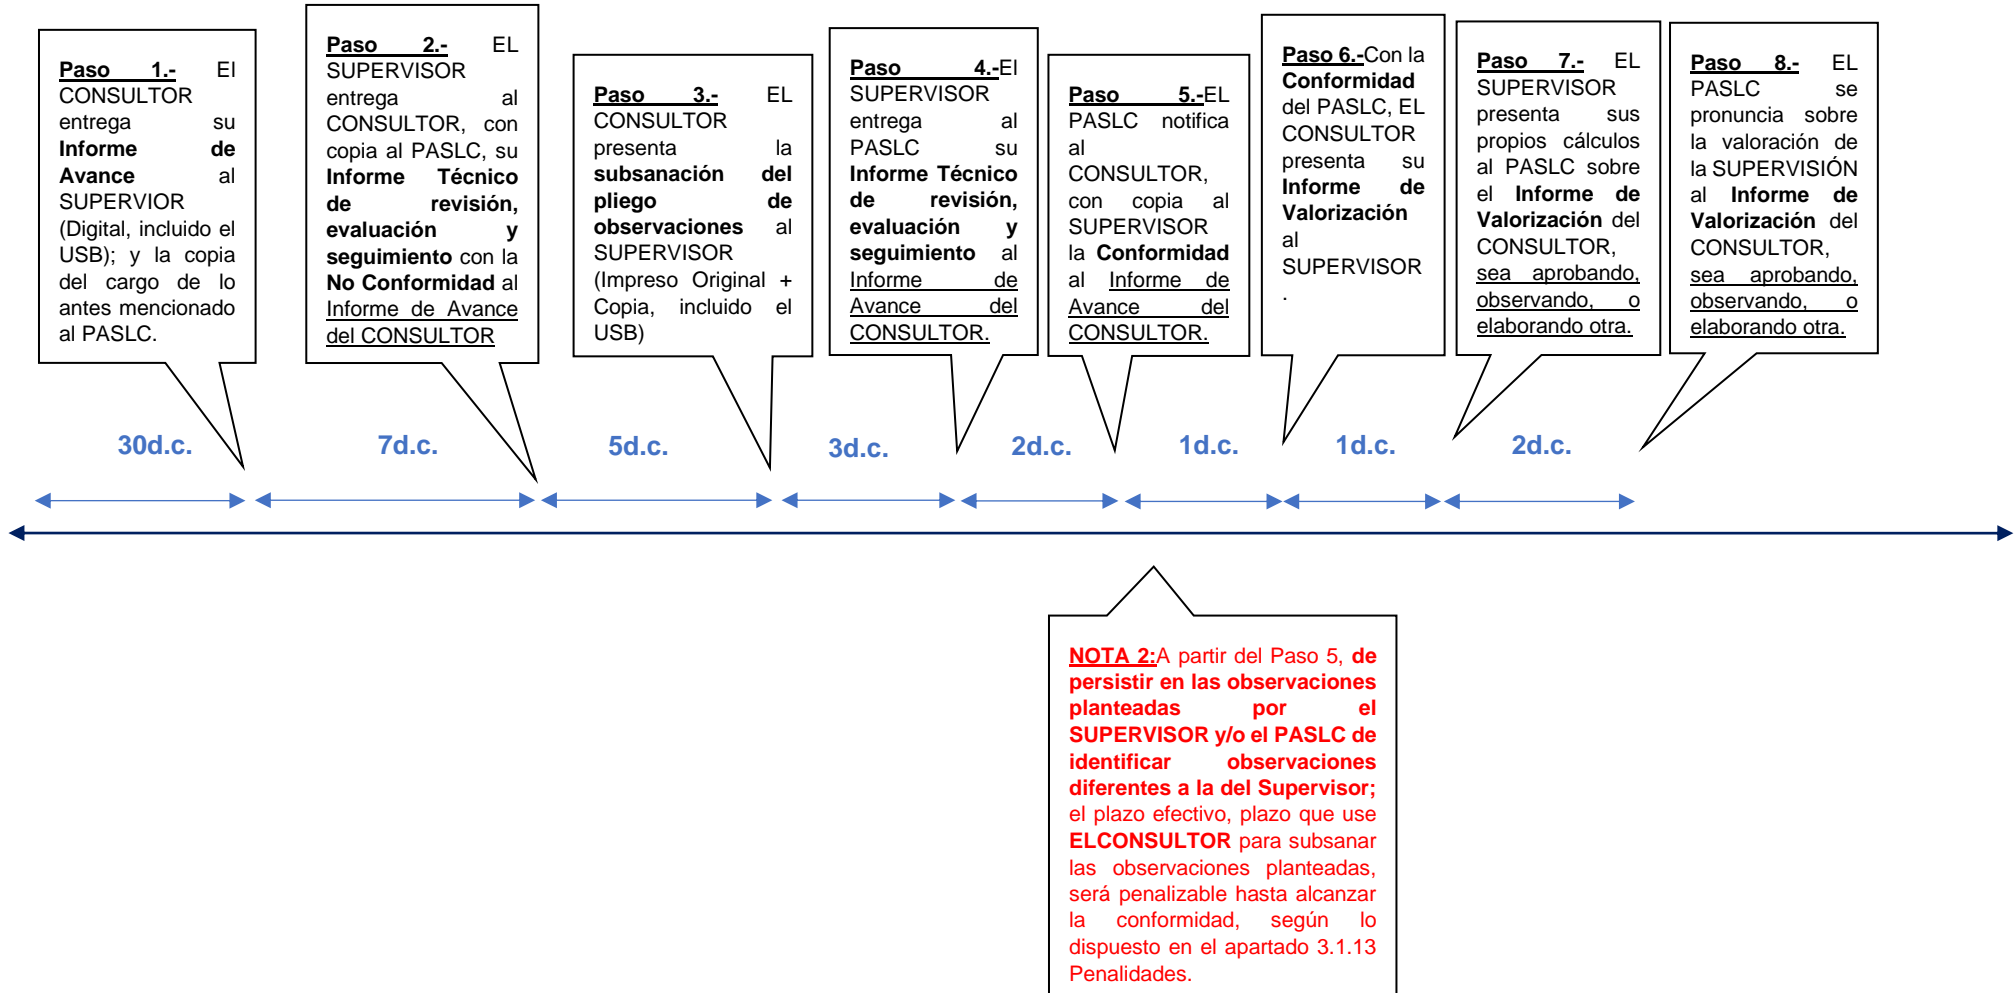 Paso 1.- El
CONSULTOR
entrega su
Informe de
Avance al
SUPERVIOR
(Digital, incluido el
USB); y la copia
del cargo de lo
antes mencionado
al PASLC.
Paso 2.- EL
SUPERVISOR
entrega al
CONSULTOR, con
copia al PASLC, su
Informe Técnico
de revisión,
evaluación y
seguimiento con la
No Conformidad al
Informe de Avance
del CONSULTOR
Paso 3.- EL
CONSULTOR
presenta la
subsanación del
pliego de
observaciones al
SUPERVISOR
(Impreso Original +
Copia, incluido el
USB)
Paso 4.-El
SUPERVISOR
entrega al
PASLC su
Informe Técnico
de revisión,
evaluación y
seguimiento al
Informe de
Avance del
CONSULTOR.
Paso 5.-EL
PASLC notifica
al
CONSULTOR,
con copia al
SUPERVISOR
la Conformidad
al Informe de
Avance del
CONSULTOR.
Paso 6.-Con la
Conformidad
del PASLC, EL
CONSULTOR
presenta su
Informe de
Valorización
al
SUPERVISOR
.
Paso 7.- EL
SUPERVISOR
presenta sus
propios cálculos
al PASLC sobre
el Informe de
Valorización del
CONSULTOR,
sea aprobando,
observando, o
elaborando otra.
Paso 8.- EL
PASLC se
pronuncia sobre
la valoración de
la SUPERVISIÓN
al Informe de
Valorización del
CONSULTOR,
sea aprobando,
observando, o
elaborando otra.
30d.c.
7d.c.
5d.c.
3d.c.
2d.c.
1d.c.
1d.c.
2d.c.
NOTA 2:A partir del Paso 5, de
persistir en las observaciones
planteadas por el
SUPERVISOR y/o el PASLC de
identificar observaciones
diferentes a la del Supervisor;
el plazo efectivo, plazo que use
ELCONSULTOR para subsanar
las observaciones planteadas,
será penalizable hasta alcanzar
la conformidad, según lo
dispuesto en el apartado 3.1.13
Penalidades.